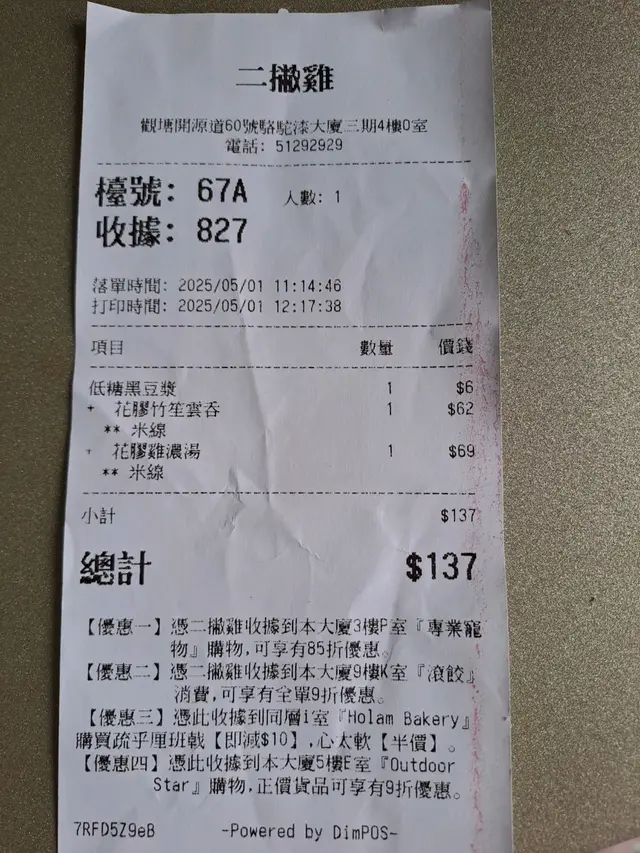 二撇雞
觀塘開源道60號駱駝漆大廈三期4樓O室
電話: 51292929
檯號: 67A 人數: 1
收據: 827
落單時間: 2025/05/01 11:14:46
打印時間: 2025/05/01 12:17:38
項目 數量 價錢
低糖黑豆漿 1 $6
+ 花膠竹笙雲吞 1 $62
** 米線
+ 花膠雞濃湯 1 $69
** 米線
小計 $137
總計 $137
【優惠一】憑二撇雞收據到本大廈3樓P室『專業寵
物』購物,可享有85折優惠。
【優惠二】憑二撇雞收據到本大廈9樓K室『滾餃』
消費,可享有全單9折優惠。
【優惠三】憑此收據到同層i室『Holam Bakery』
購買疏乎厘班戟【即減$10】,心太軟【半價】。
【優惠四】憑此收據到本大廈5樓E室『Outdoor
Star』購物,正價貨品可享有9折優惠。
7RFD5Z9eB -Powered by DimPOS-